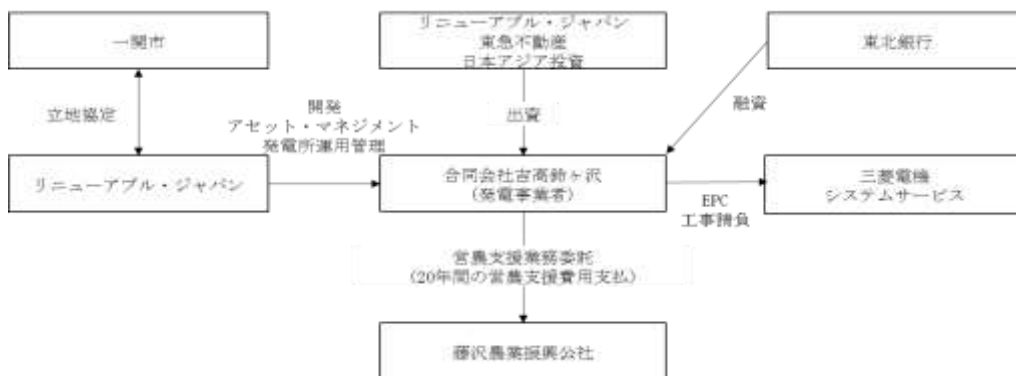 一関市
リニューアブル・ジャパン
東急不動産
日本アジア投資
東北銀行
立地協定
開発
アセット・マネジメント
発電所運用管理
出資
融資
リニューアブル・ジャパン
合同会社吉高鈴ヶ沢
(発電事業者)
三菱電機
システムサービス
EPC
工事請負
営農支援業務委託
(20年間の営農支援費用支払)
藤沢農業振興公社